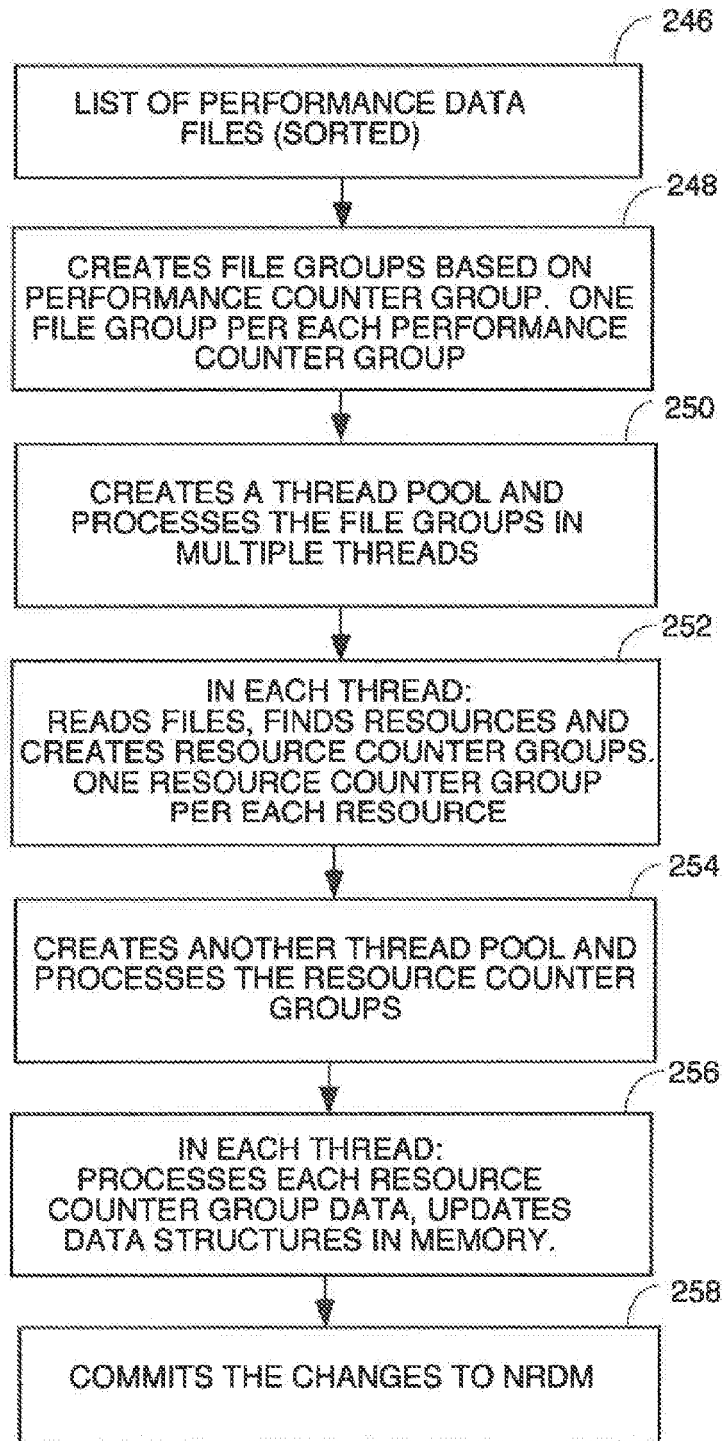 246
LIST OF PERFORMANCE DATA
FILES (SORTED)
248
CREATES FILE GROUPS BASED ON
PERFORMANCE COUNTER GROUP. ONE
FILE GROUP PER EACH PERFORMANCE
COUNTER GROUP
250
CREATES A THREAD POOL AND
PROCESSES THE FILE GROUPS IN
MULTIPLE THREADS
252
IN EACH THREAD:
READS FILES, FINDS RESOURCES AND
CREATES RESOURCE COUNTER GROUPS.
ONE RESOURCE COUNTER GROUP
PER EACH RESOURCE
254
CREATES ANOTHER THREAD POOL AND
PROCESSES THE RESOURCE COUNTER
GROUPS
256
IN EACH THREAD:
PROCESSES EACH RESOURCE
COUNTER GROUP DATA, UPDATES
DATA STRUCTURES IN MEMORY.
258
COMMITS THE CHANGES TO NRDM